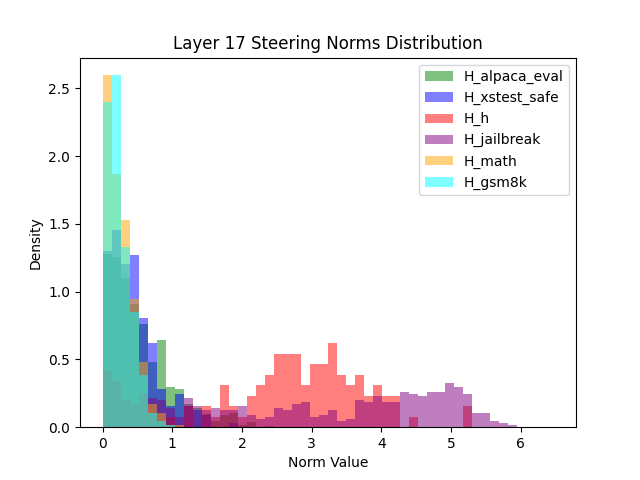 Layer 17 Steering Norms Distribution
H_alpaca_eval
H_xstest_safe
H_h
H_jailbreak
H_math
H_gsm8k
Density
2.5
2.0
1.5
1.0
0.5
0.0
0 1 2 3 4 5 6
Norm Value